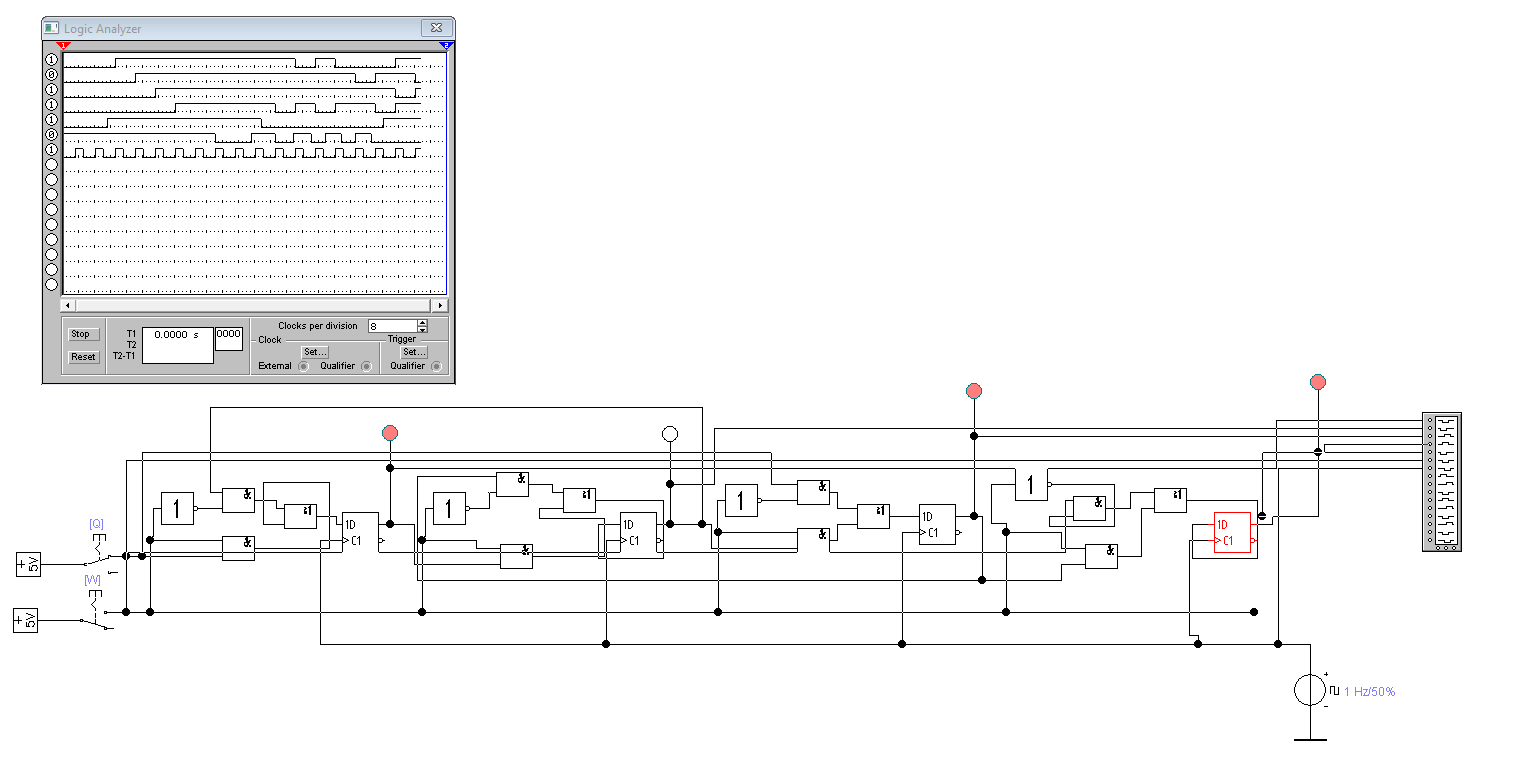 Logic Analyzer
1
2
1
0
1
1
1
0
1
Stop
Reset
T1
T2
T2-T1
0.0000 s
0000
Clocks per division
8
Clock
Set...
External
Qualifier
Trigger
Set...
Qualifier
[Q]
+
5V
[W]
+
5V
1
&
&
≥1
1D
C1
1
&
&
≥1
1D
C1
1
&
&
≥1
1D
C1
1
&
&
≥1
1D
C1
+
-
1 Hz/50%